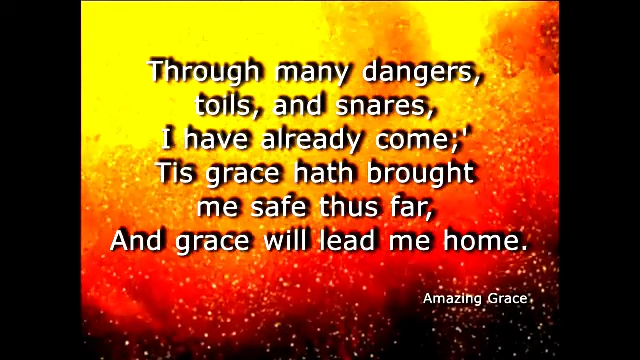 Through many dangers,
toils, and snares,
I have already come;'
Tis grace hath brought
me safe thus far,
And grace will lead me home.
Amazing Grace